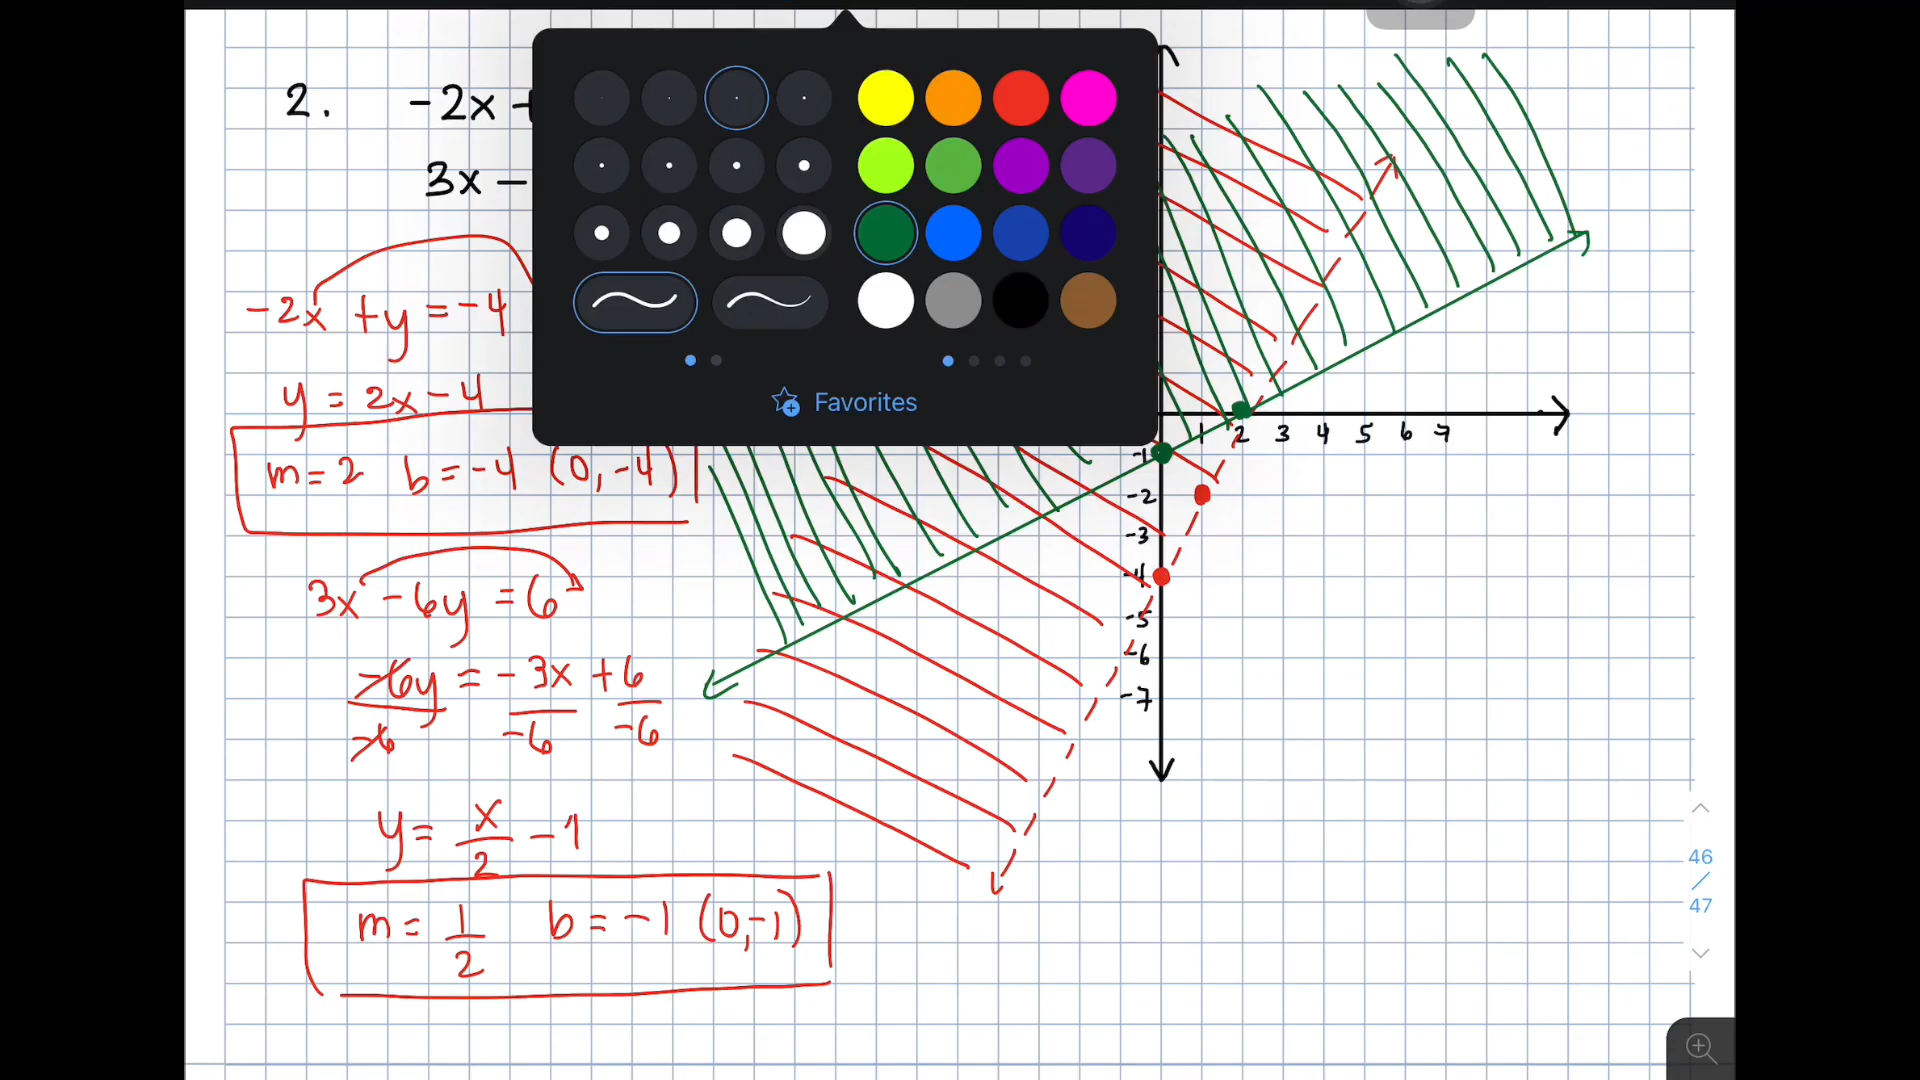 2. -2x +
3x -
-2x + y = -4
y = 2x - 4
m = 2 b = -4 (0, -4)
3x - 6y = 6
-6y = -3x + 6
-6 -6 -6
y = x/2 - 1
m = 1/2 b = -1 (0,-1)
Favorites
1 2 3 4 5 6 7
-1
-2
-3
-4
-5
-6
-7
46
/
47